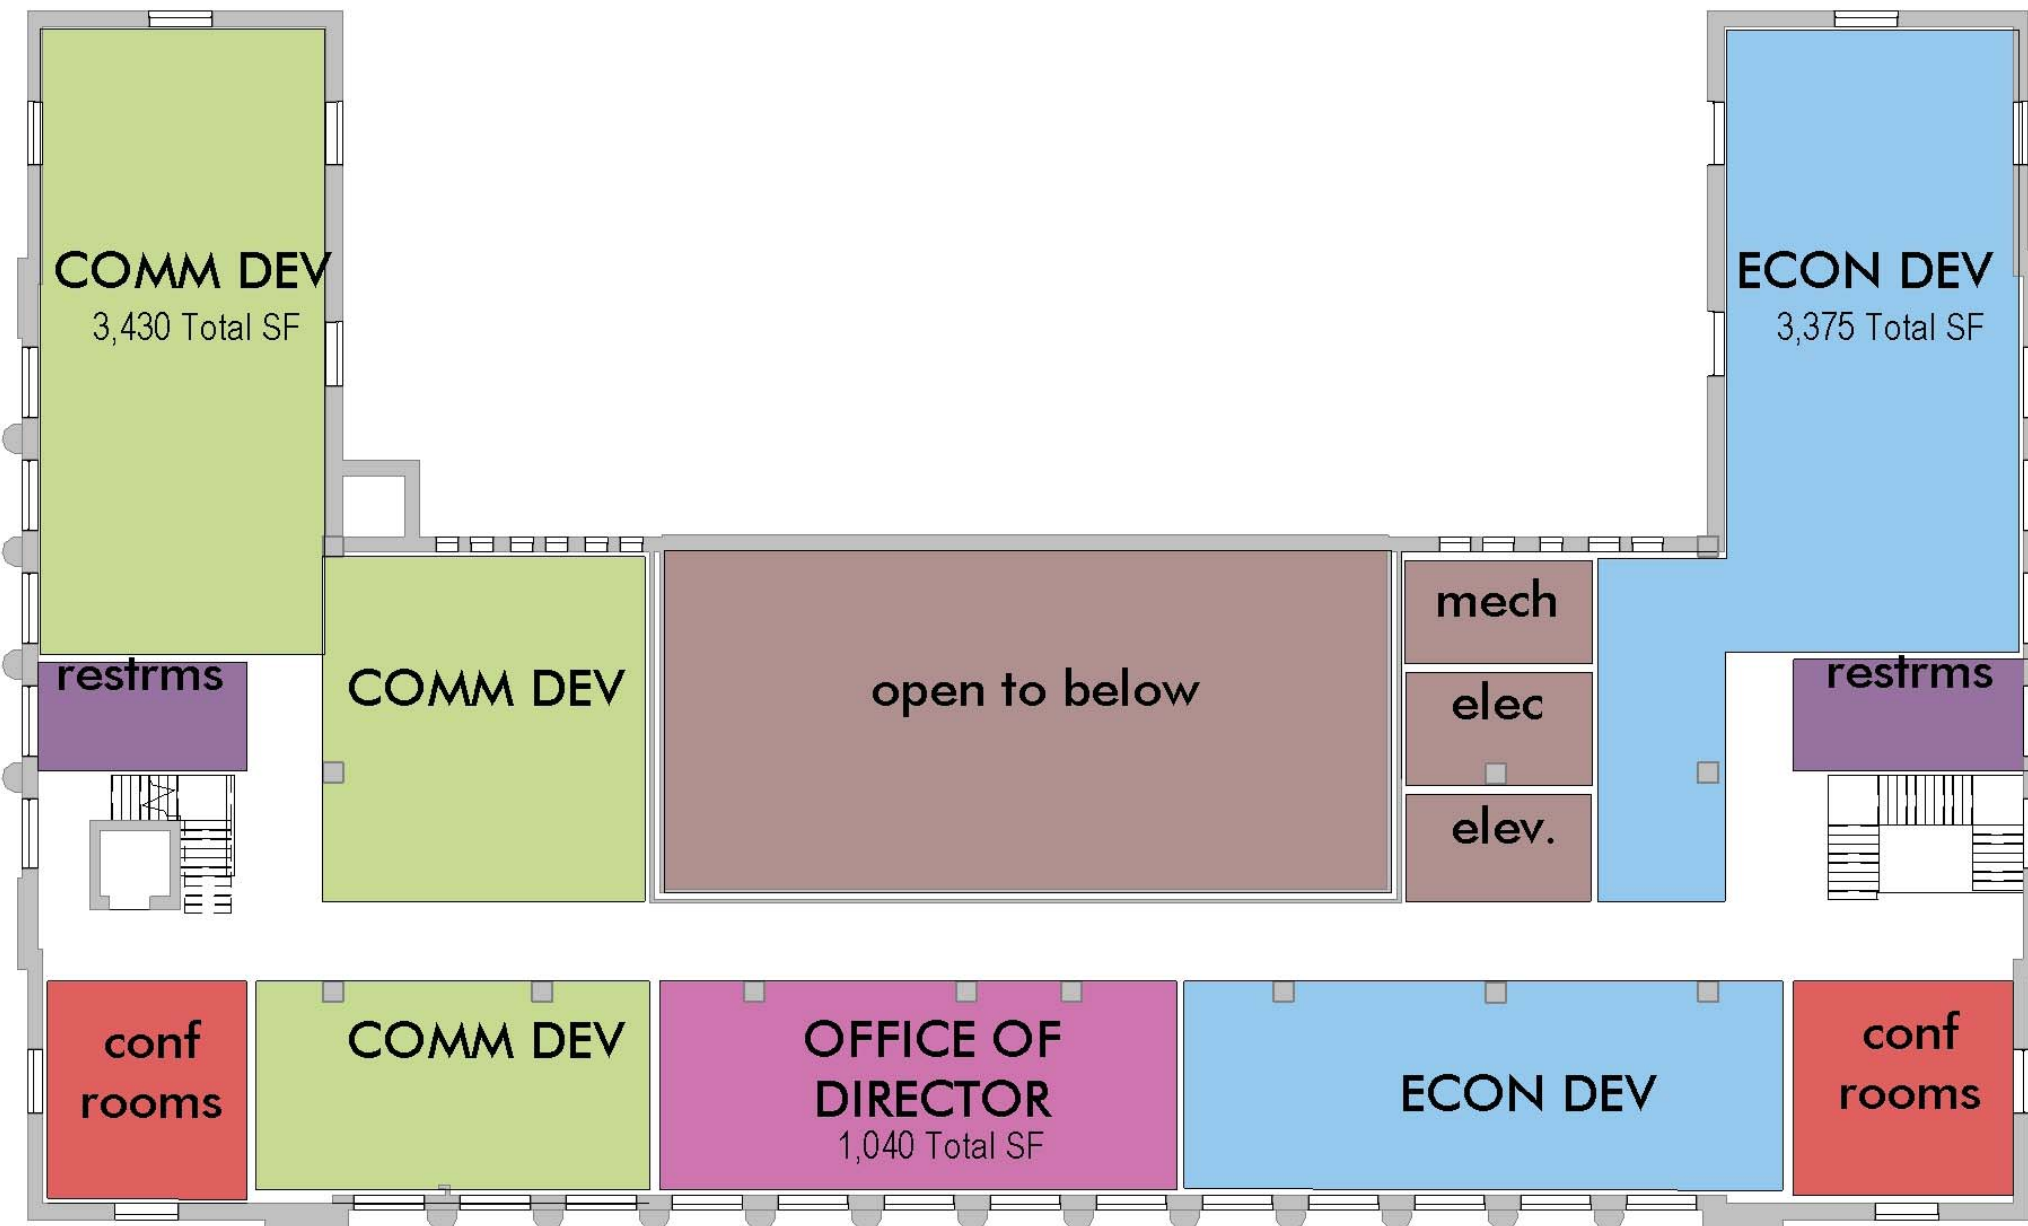 COMM DEV
3,430 Total SF
ECON DEV
3,375 Total SF
restrms
COMM DEV
open to below
mech
elec
elev.
restrms
conf
rooms
COMM DEV
OFFICE OF
DIRECTOR
1,040 Total SF
ECON DEV
conf
rooms